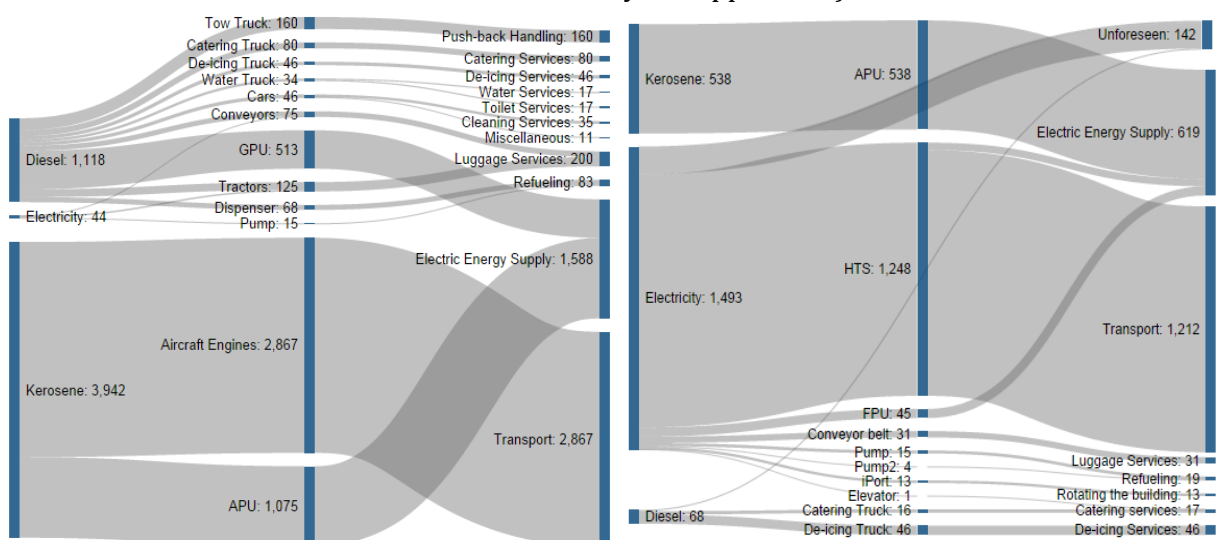 Tow Truck: 160
Catering Truck: 80
De-icing Truck: 46
Water Truck: 34
Cars: 46
Conveyors: 75
Diesel: 1,118
GPU: 513
Tractors: 125
Electricity: 44
Dispenser: 68
Pump: 15
Aircraft Engines: 2,867
Kerosene: 3,942
APU: 1,075
Push-back Handling: 160
Catering Services: 80
De-icing Services: 46
Water Services: 17
Toilet Services: 17
Cleaning Services: 35
Miscellaneous: 11
Luggage Services: 200
Refueling: 83
Electric Energy Supply: 1,588
Transport: 2,867
Kerosene: 538
APU: 538
Electricity: 1,493
HTS: 1,248
FPU: 45
Conveyor belt: 31
Pump: 15
Pump2: 4
iPort: 13
Elevator: 1
Diesel: 68
Catering Truck: 16
De-icing Truck: 46
Unforeseen: 142
Electric Energy Supply: 619
Transport: 1,212
Luggage Services: 31
Refueling: 19
Rotating the building: 13
Catering services: 17
De-icing Services: 46